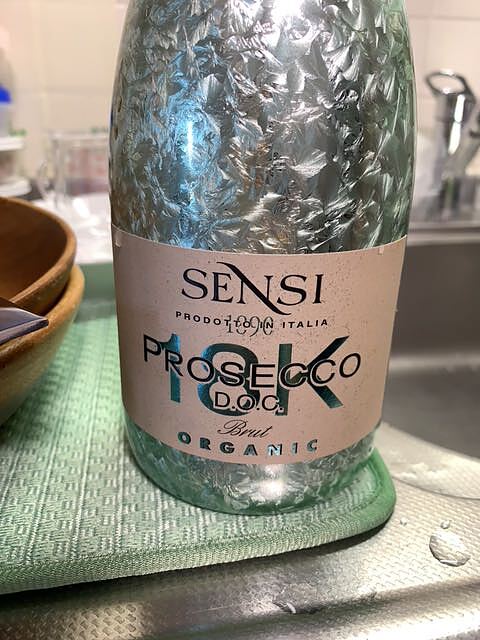 SENSI
1890
PRODOTTO IN ITALIA
18K
PROSECCO
D.O.C.
Brut
ORGANIC